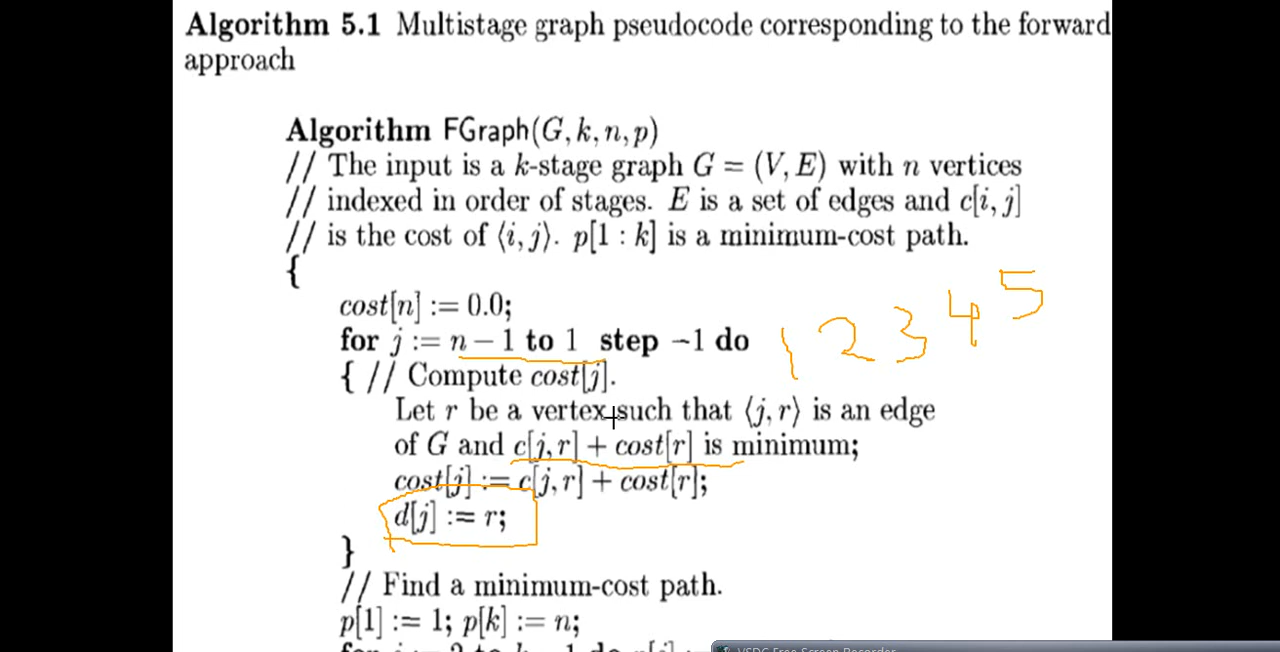 Algorithm 5.1 Multistage graph pseudocode corresponding to the forward
approach
Algorithm FGraph(G, k, n, p)
// The input is a k-stage graph G = (V, E) with n vertices
// indexed in order of stages. E is a set of edges and c[i, j]
// is the cost of ⟨i, j⟩. p[1 : k] is a minimum-cost path.
{
cost[n] := 0.0;
for j := n − 1 to 1 step −1 do
1 2 3 4 5
{ // Compute cost[j].
Let r be a vertex such that ⟨j, r⟩ is an edge
of G and c[j, r] + cost[r] is minimum;
cost[j] := c[j, r] + cost[r];
d[j] := r;
}
// Find a minimum-cost path.
p[1] := 1; p[k] := n;